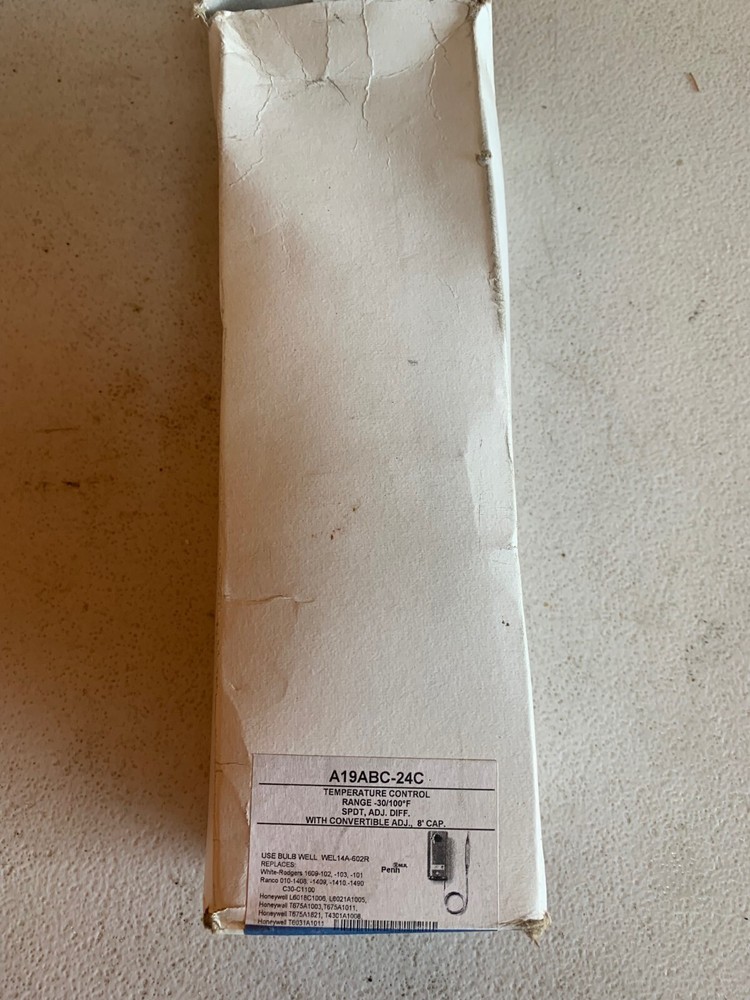 A19ABC-24C
TEMPERATURE CONTROL
RANGE -30/100°F
SPDT, ADJ. DIFF.
WITH CONVERTIBLE ADJ., 8' CAP.
USE BULB WELL WEL14A-602R
REPLACES:
White-Rodgers 1609-102, -103, -101
Ranco 010-1408, -1409, -1410, -1490
C30-C1100
Honeywell L6018C1006, L6021A1005,
Honeywell T675A1003,T675A1011,
Honeywell T675A1821, T4301A1008,
Honeywell T6031A1011
Penn